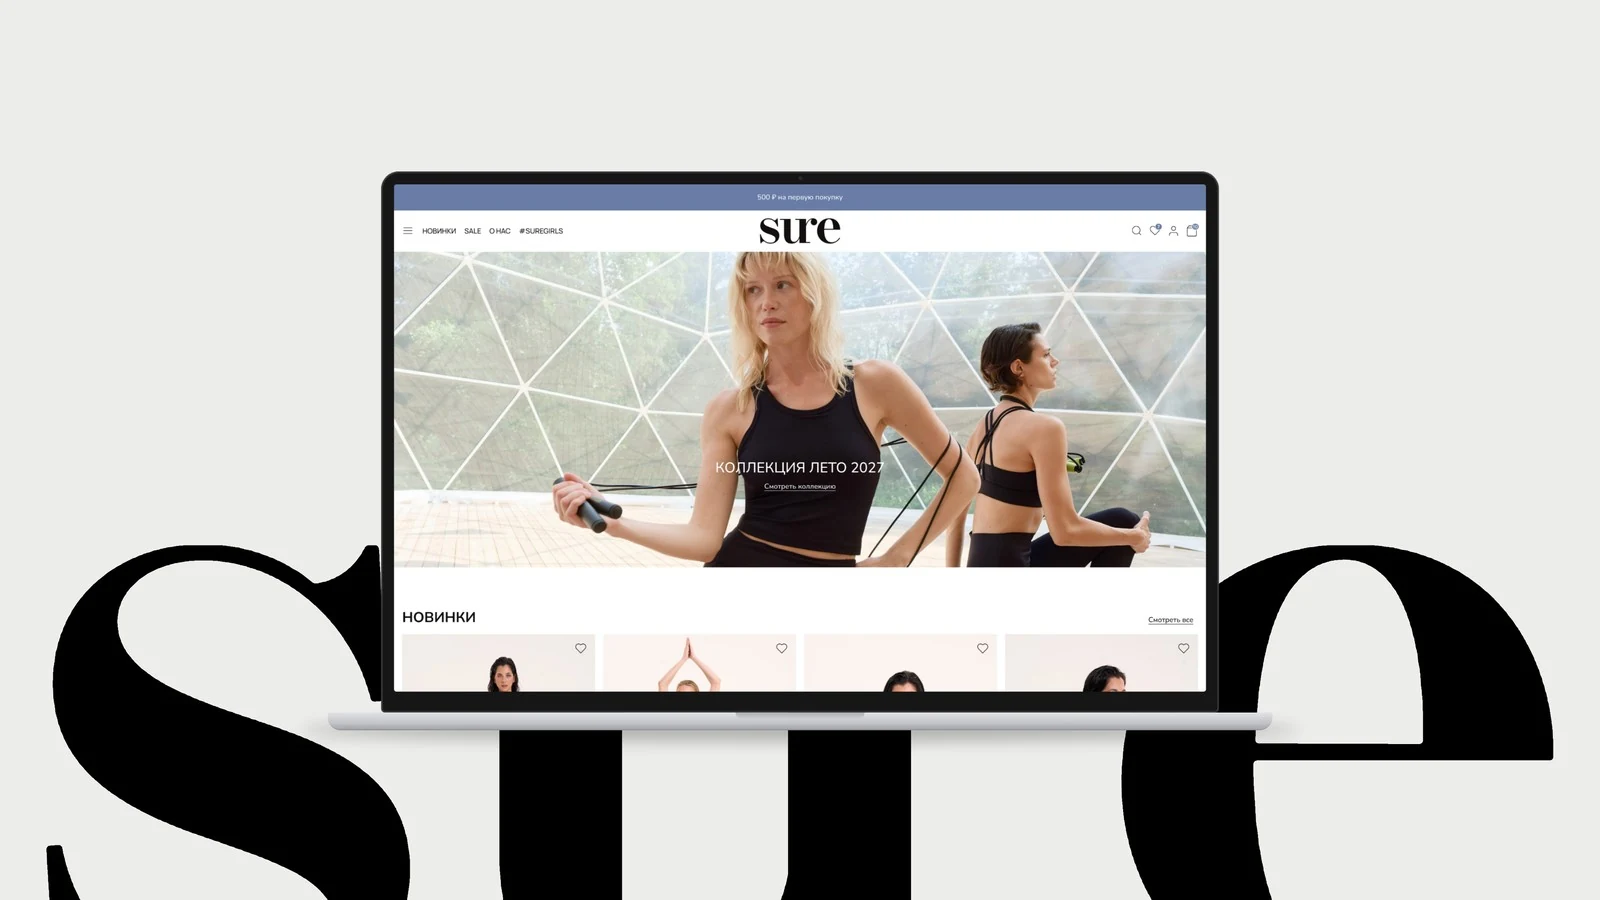 500 ₽ на первую покупку
НОВИНКИ SALE О НАС #SUREGIRLS
sure
КОЛЛЕКЦИЯ ЛЕТО 2027
Смотреть коллекцию
НОВИНКИ
Смотреть все
sure